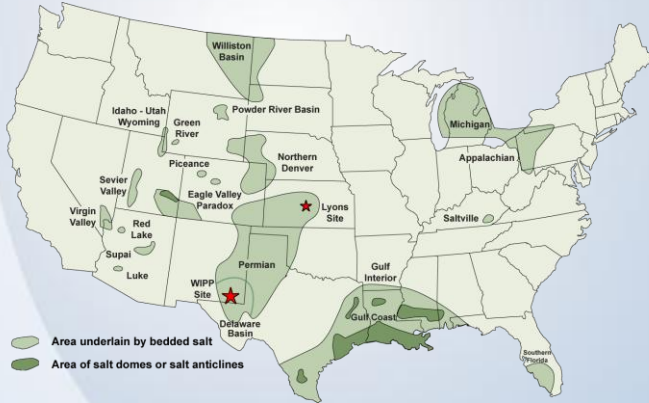 Williston
Basin
Idaho - Utah
Wyoming
Green
River
Powder River Basin
Michigan
Piceance
Northern
Denver
Appalachian
Sevier
Valley
Eagle Valley
Paradox
Lyons
Site
Virgin
Valley
Red
Lake
Saltville
Supai
Luke
Permian
WIPP
Site
Gulf
Interior
Delaware
Basin
Gulf Coast
Area underlain by bedded salt
Area of salt domes or salt anticlines
Southern
Florida